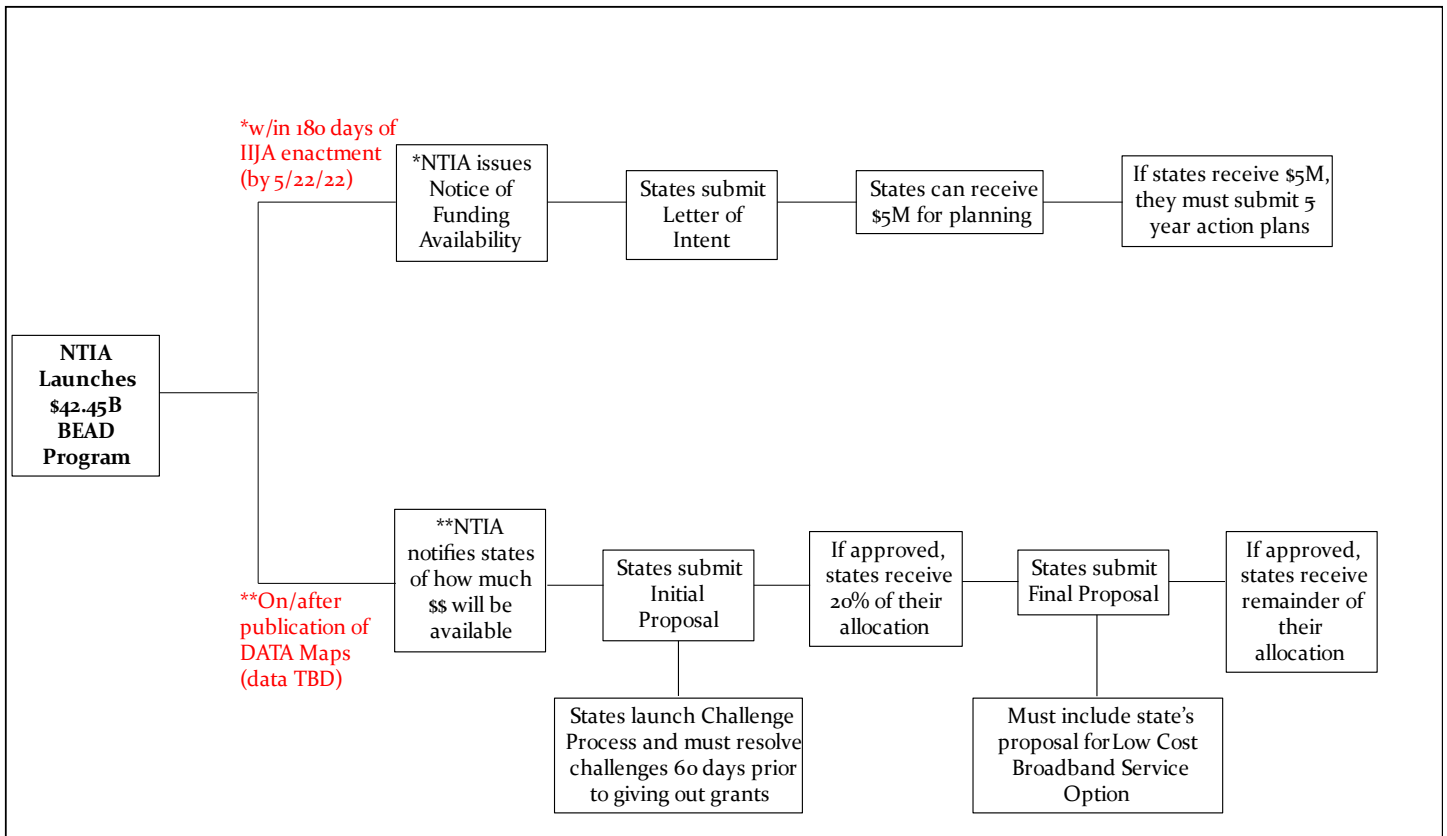 *w/in 180 days of
IIJA enactment
(by 5/22/22)
*NTIA issues
Notice of
Funding
Availability
States submit
Letter of
Intent
States can receive
$5M for planning
If states receive $5M,
they must submit 5
year action plans
NTIA
Launches
$42.45B
BEAD
Program
**On/after
publication of
DATA Maps
(data TBD)
**NTIA
notifies states
of how much
$$ will be
available
States submit
Initial
Proposal
If approved,
states receive
20% of their
allocation
States submit
Final Proposal
If approved,
states receive
remainder of
their
allocation
States launch Challenge
Process and must resolve
challenges 60 days prior
to giving out grants
Must include state’s
proposal for Low Cost
Broadband Service
Option